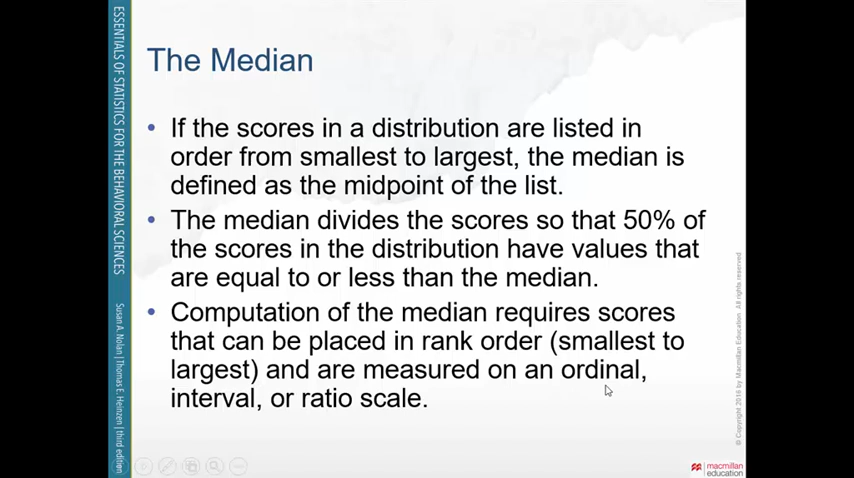 The Median
• If the scores in a distribution are listed in
order from smallest to largest, the median is
defined as the midpoint of the list.
• The median divides the scores so that 50% of
the scores in the distribution have values that
are equal to or less than the median.
• Computation of the median requires scores
that can be placed in rank order (smallest to
largest) and are measured on an ordinal,
interval, or ratio scale.
ESSENTIALS OF STATISTICS FOR THE BEHAVIORAL SCIENCES
Susan A. Nolan | Thomas E. Heinzen | third edition
© Copyright 2016 by Macmillan Education All rights reserved
macmillan
education